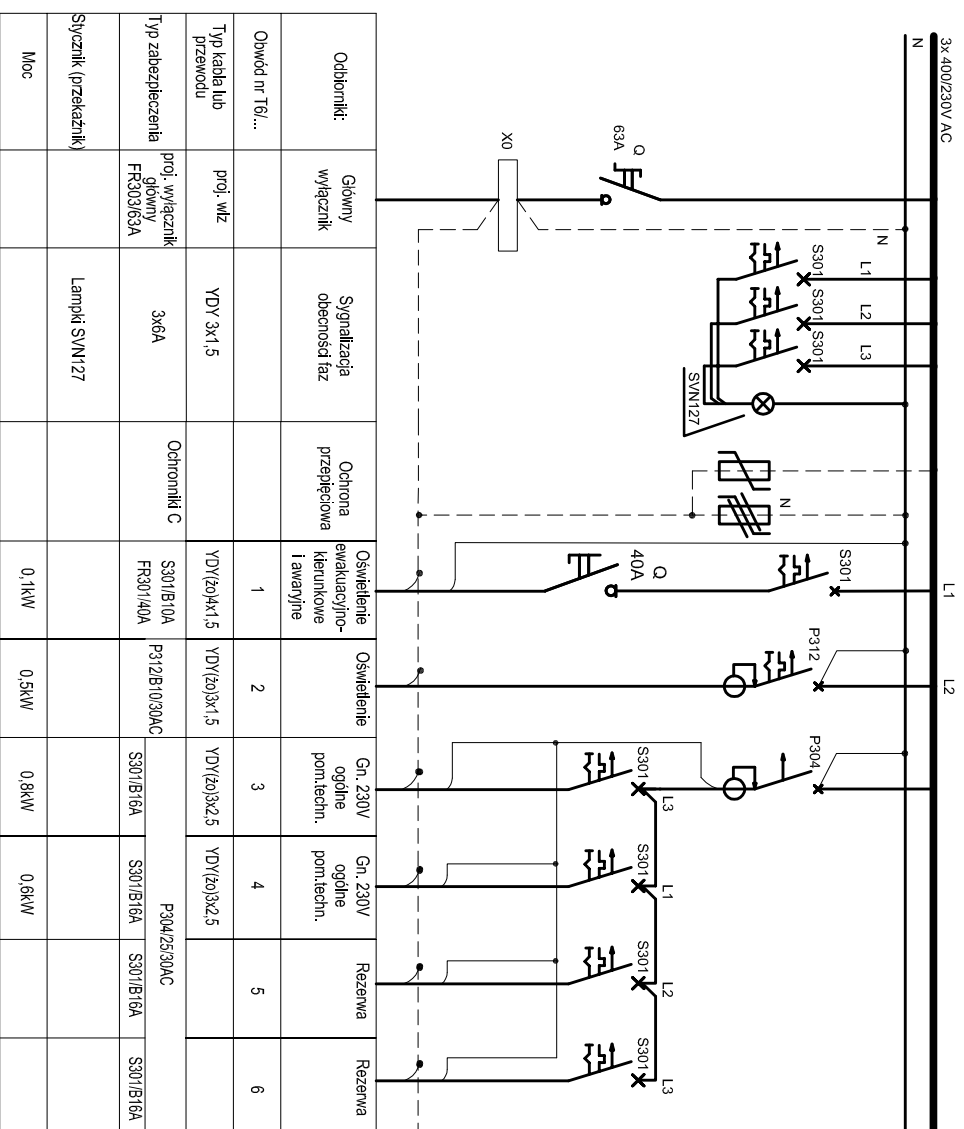 3x 400/230V AC
N
Q
63A
X0
N
L1
L2
L3
S301
S301
S301
SVN127
N
S301
Q
40A
L1
P312
L2
P304
S301
L3
S301
L1
S301
L2
S301
L3
Odbiorniki:
Główny
wyłącznik
Sygnalizacja
obecności faz
Ochrona
przepięciowa
Oświetlenie
ewakuacyjno-
kierunkowe
i awaryjne
Oświetlenie
Gn. 230V
ogólne
pom.techn.
Gn. 230V
ogólne
pom.techn.
Rezerwa
Rezerwa
Obwód nr T6/...
1
2
3
4
5
6
Typ kabla lub
przewodu
proj. wlz
YDY 3x1,5
YDY(żo)4x1,5
YDY(żo)3x1,5
YDY(żo)3x2,5
YDY(żo)3x2,5
Typ zabezpieczenia
proj. wyłącznik
główny
FR303/63A
3x6A
Ochronniki C
S301/B10A
FR301/40A
P312/B10/30AC
P304/25/30AC
S301/B16A
S301/B16A
S301/B16A
S301/B16A
Stycznik (przekaźnik)
Lampki SVN127
Moc
0,1kW
0,5kW
0,8kW
0,6kW